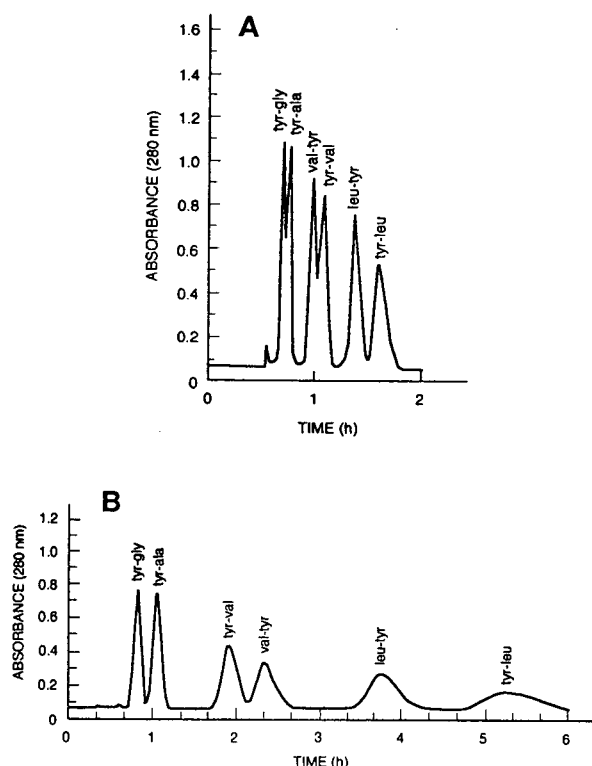 A
ABSORBANCE (280 nm)
1.6
1.4
1.2
1.0
0.8
0.6
0.4
0.2
0
tyr-gly
tyr-ala
val-tyr
tyr-val
leu-tyr
tyr-leu
0 1 2
TIME (h)
B
ABSORBANCE (280 nm)
1.2
1.0
0.8
0.6
0.4
0.2
0
tyr-gly
tyr-ala
tyr-val
val-tyr
leu-tyr
tyr-leu
0 1 2 3 4 5 6
TIME (h)